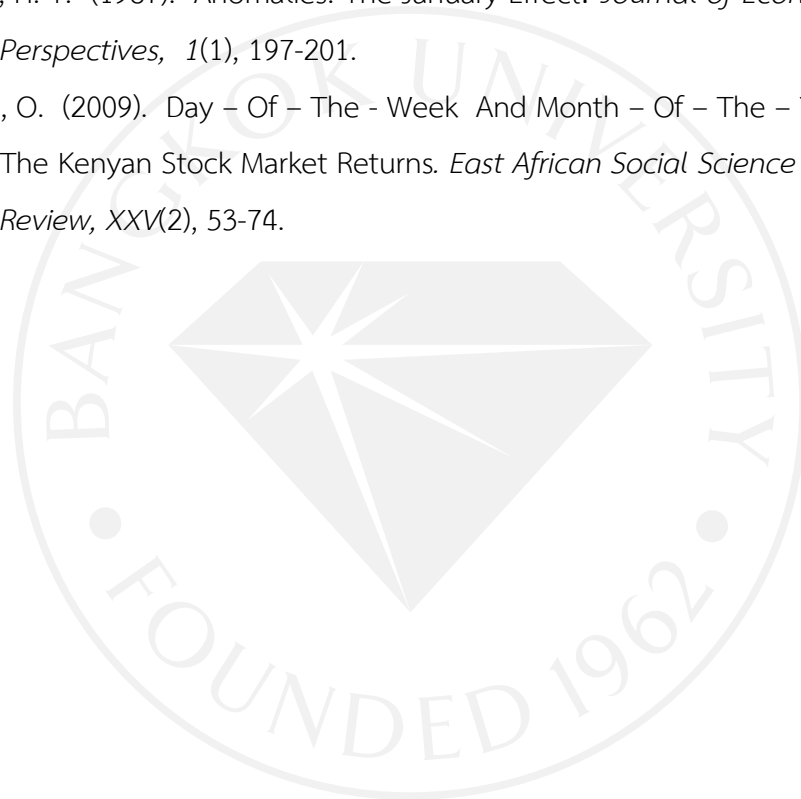 , H. T. (1987). Anomalies: The January Effect. Journal of Econ
Perspectives, 1(1), 197-201.
, O. (2009). Day – Of – The - Week And Month – Of – The –
The Kenyan Stock Market Returns. East African Social Science
Review, XXV(2), 53-74.
BANGKOK UNIVERSITY
FOUNDED 1962